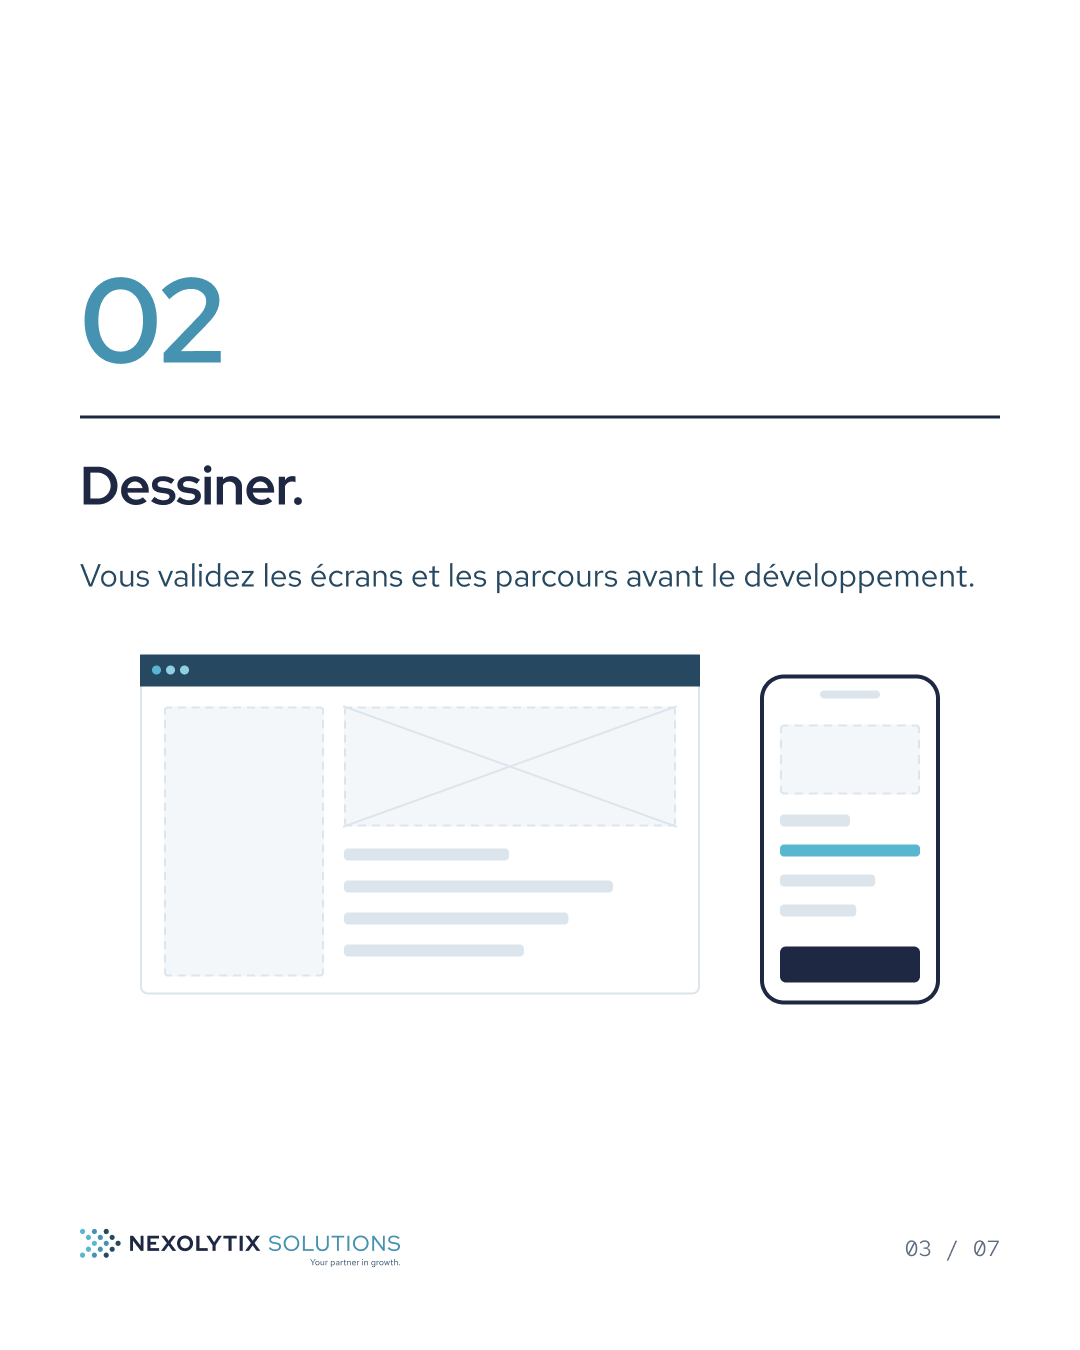 02
Dessiner.
Vous validez les écrans et les parcours avant le développement.
NEXOLYTIX SOLUTIONS
Your partner in growth.
03 / 07